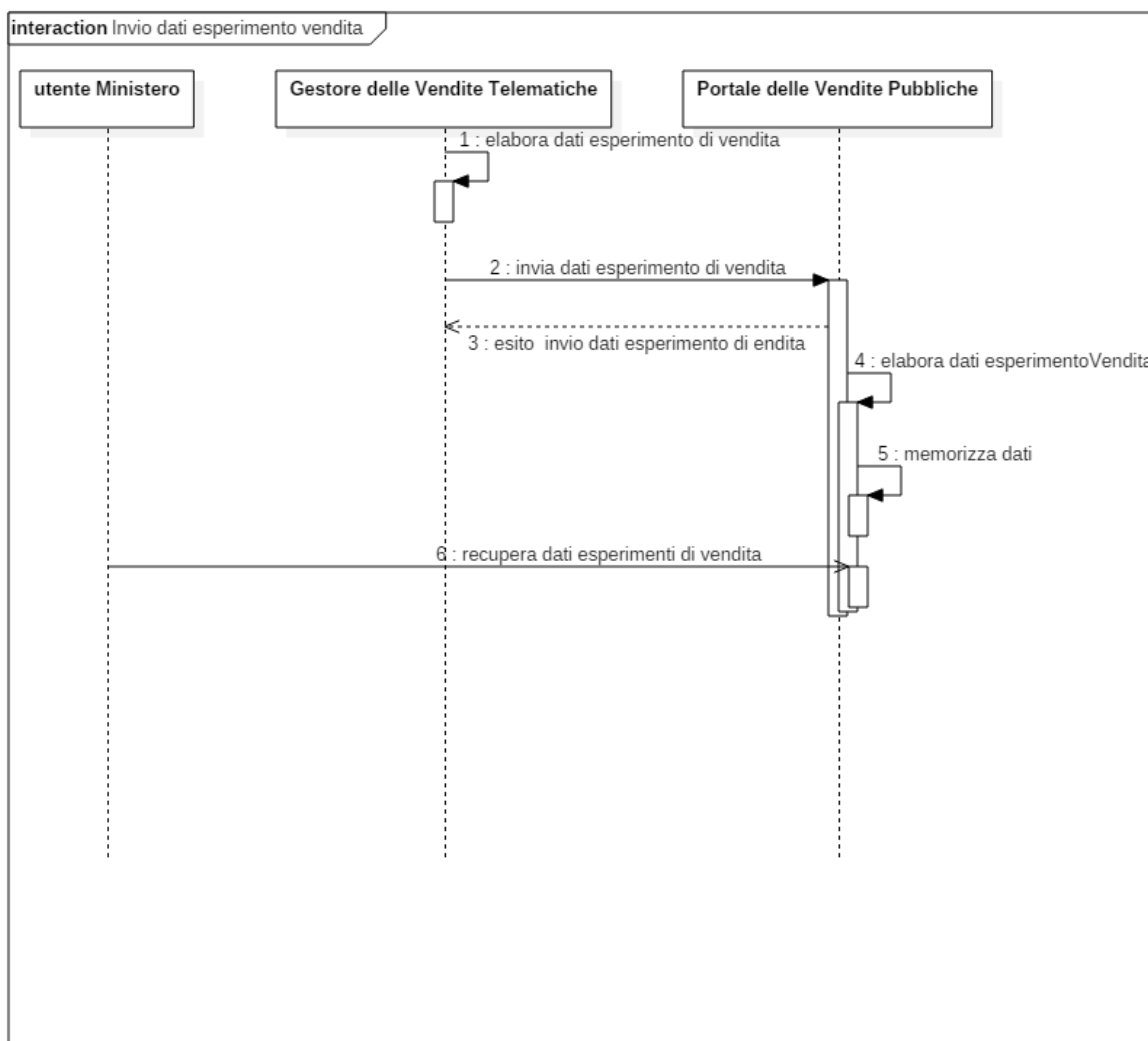 interaction Invio dati esperimento vendita
utente Ministero
Gestore delle Vendite Telematiche
Portale delle Vendite Pubbliche
1 : elabora dati esperimento di vendita
2 : invia dati esperimento di vendita
3 : esito  invio dati esperimento di endita
4 : elabora dati esperimentoVendita
5 : memorizza dati
6 : recupera dati esperimenti di vendita